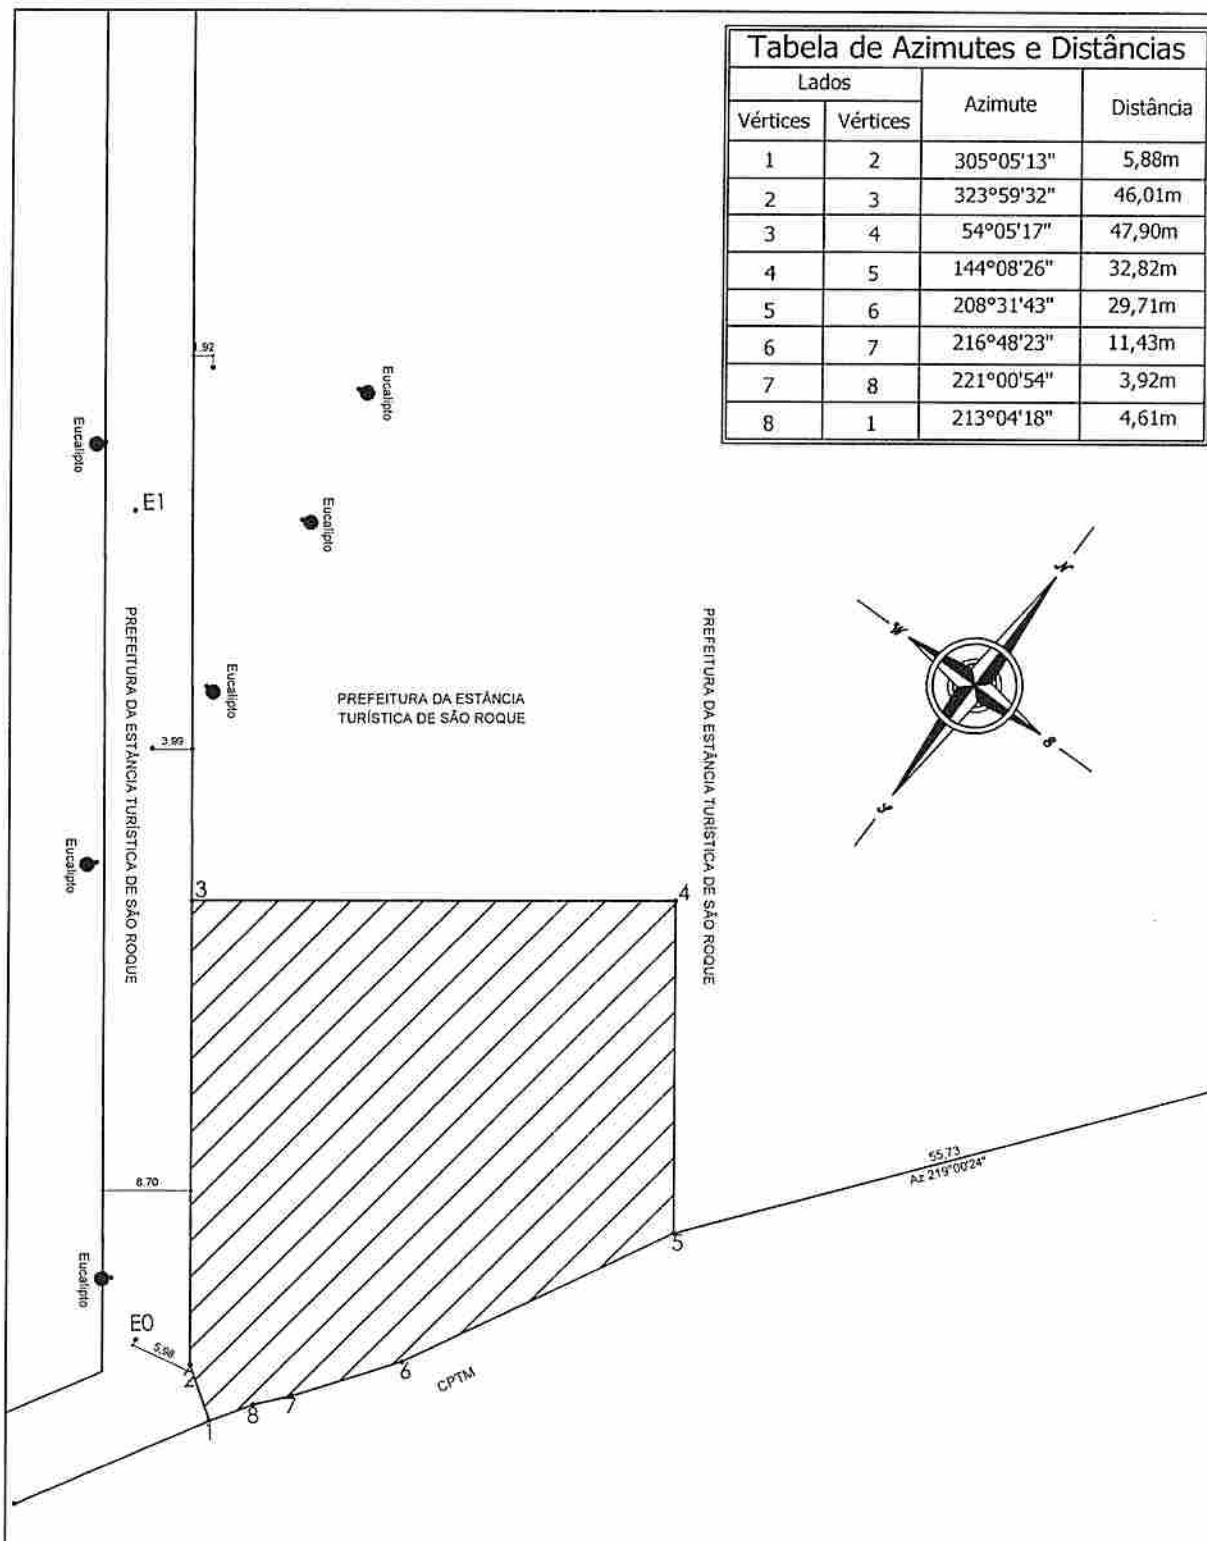 Tabela de Azimutes e Distâncias
Lados Azimute Distância
Vértices Vértices
1 2 305°05'13" 5,88m
2 3 323°59'32" 46,01m
3 4 54°05'17" 47,90m
4 5 144°08'26" 32,82m
5 6 208°31'43" 29,71m
6 7 216°48'23" 11,43m
7 8 221°00'54" 3,92m
8 1 213°04'18" 4,61m
1,92
Eucalipto
Eucalipto
E1
Eucalipto
N
W
S
S
PREFEITURA DA ESTÂNCIA TURÍSTICA DE SÃO ROQUE
Eucalipto
PREFEITURA DA ESTÂNCIA
TURÍSTICA DE SÃO ROQUE
PREFEITURA DA ESTÂNCIA TURÍSTICA DE SÃO ROQUE
3,99
Eucalipto
3
4
55,73
Az 219°00'24"
8,70
5
Eucalipto
E0
5,98
2
6
CPTM
8
7
1